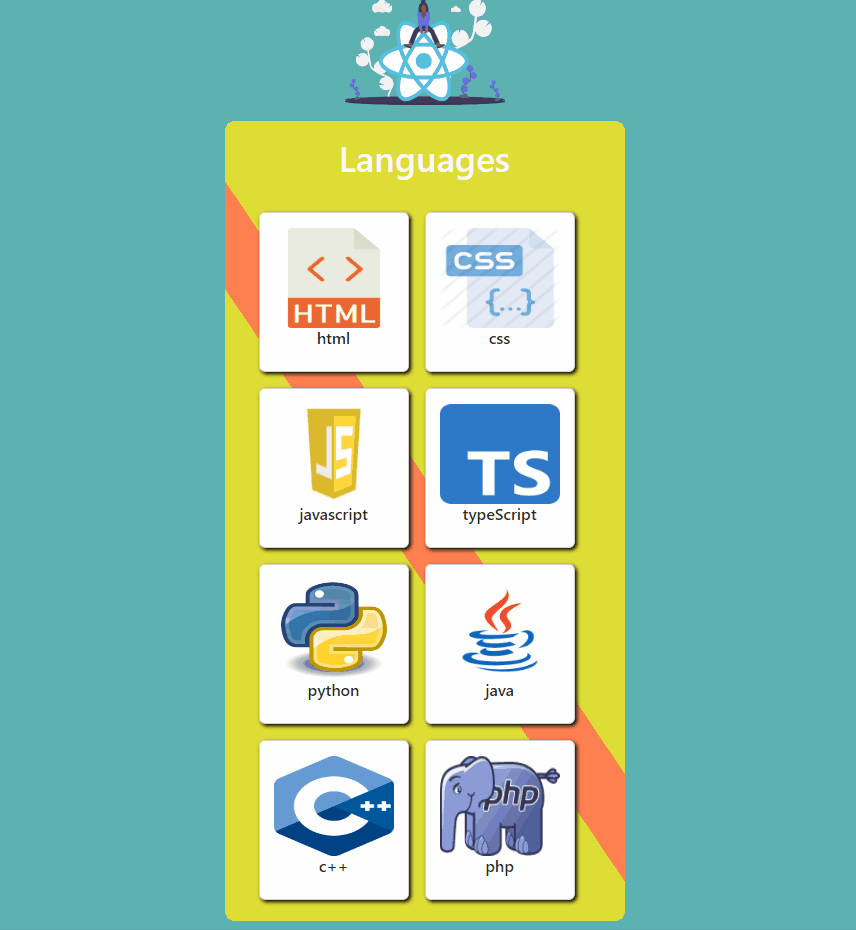 Languages
< >
HTML
html
CSS
{...}
css
JS
javascript
TS
typeScript
python
java
C++
c++
php
php